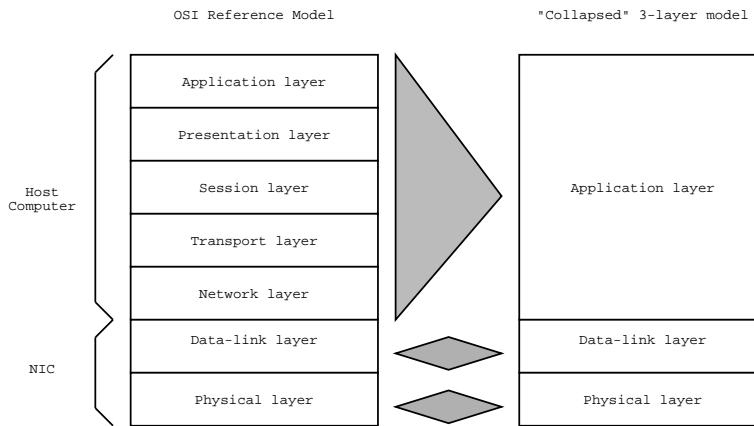 OSI Reference Model
"Collapsed" 3-layer model
Application layer
Presentation layer
Session layer
Transport layer
Network layer
Data-link layer
Physical layer
Host
Computer
NIC
Application layer
Data-link layer
Physical layer